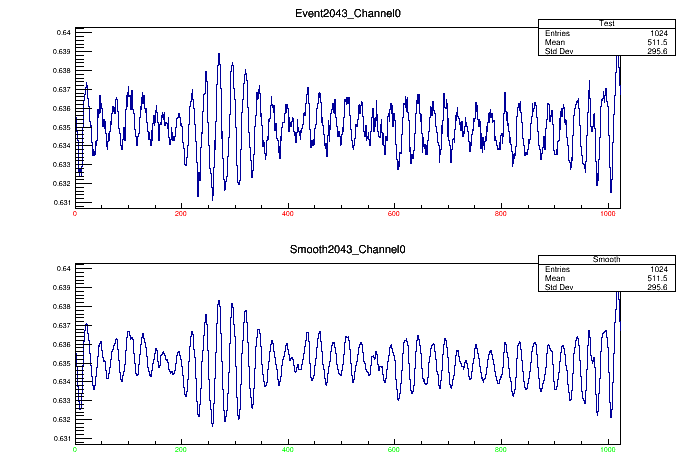 Event2043_Channel0
Test
Entries 1024
Mean 511.5
Std Dev 295.6
0.64
0.639
0.638
0.637
0.636
0.635
0.634
0.633
0.632
0.631
0 200 400 600 800 1000
Smooth2043_Channel0
Smooth
Entries 1024
Mean 511.5
Std Dev 295.6
0.64
0.639
0.638
0.637
0.636
0.635
0.634
0.633
0.632
0.631
0 200 400 600 800 1000